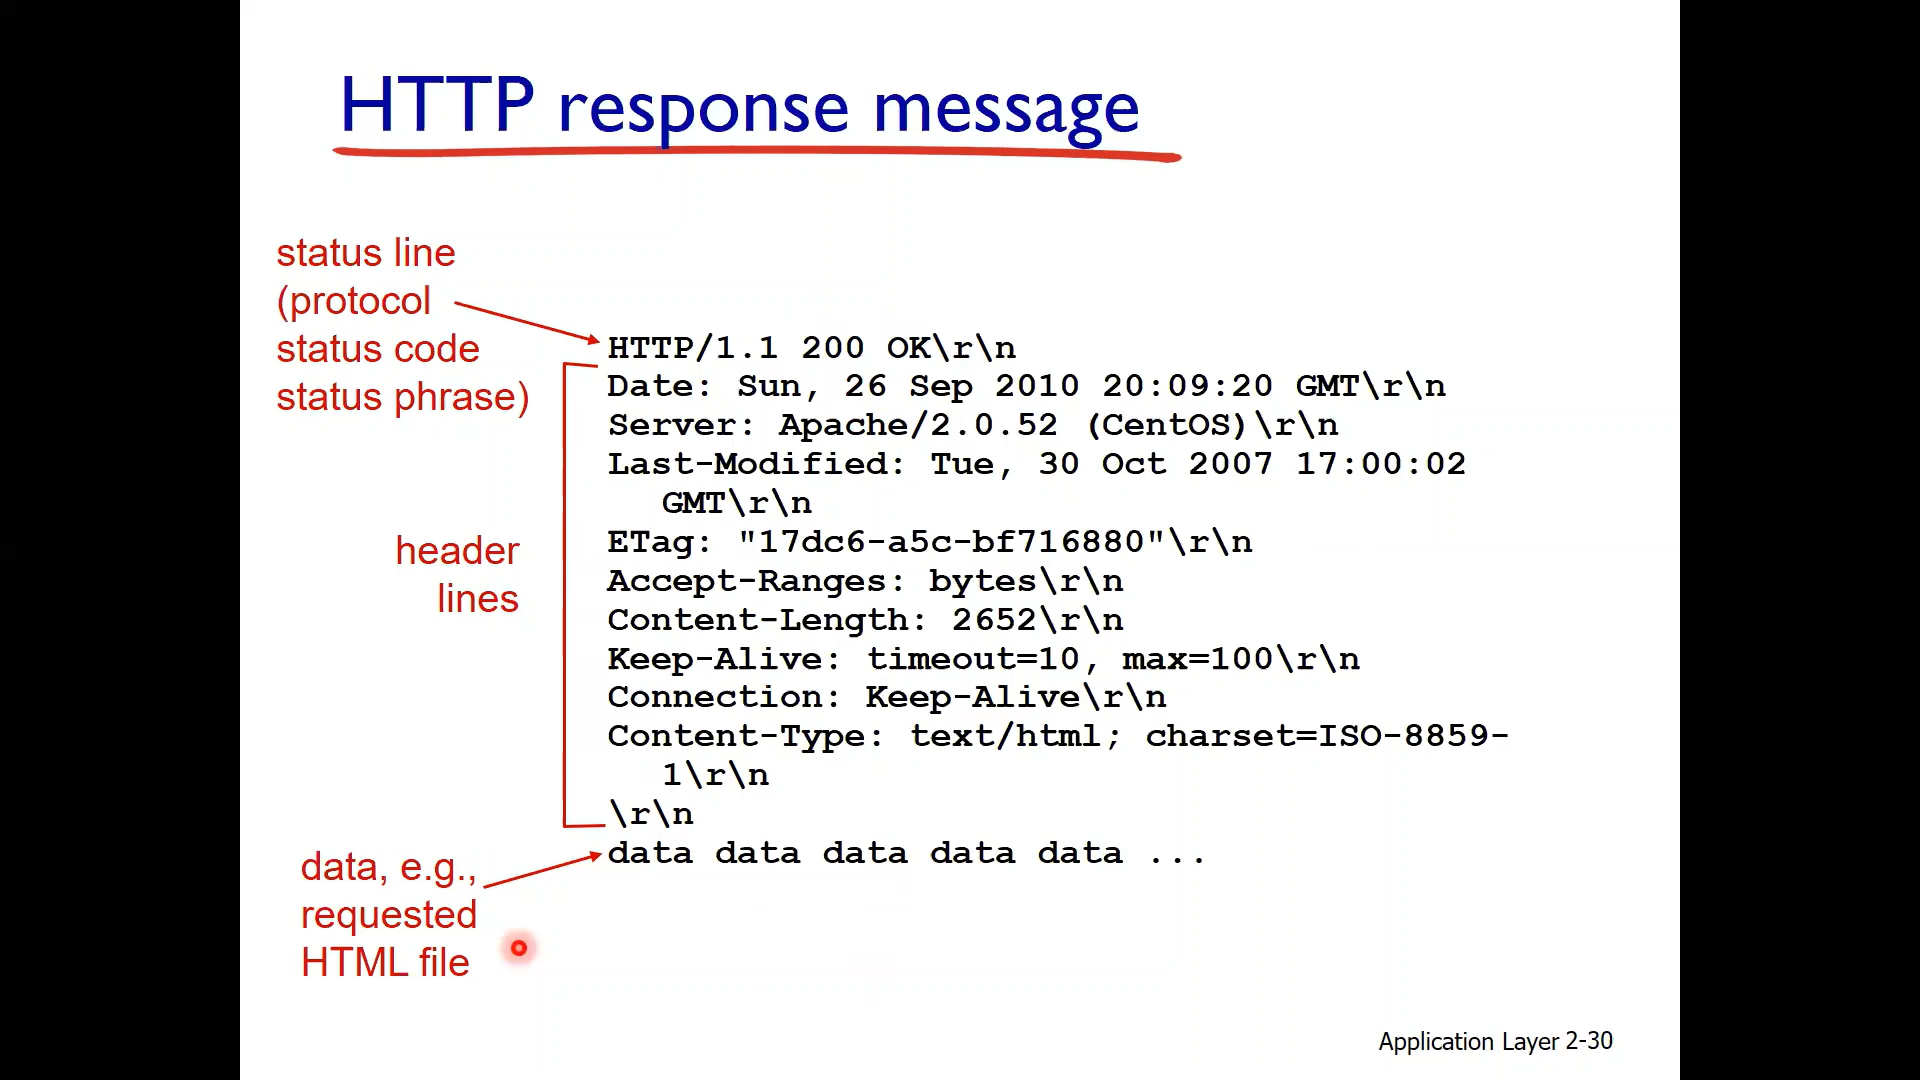 HTTP response message
status line
(protocol
status code
status phrase)
HTTP/1.1 200 OK\r\n
Date: Sun, 26 Sep 2010 20:09:20 GMT\r\n
Server: Apache/2.0.52 (CentOS)\r\n
Last-Modified: Tue, 30 Oct 2007 17:00:02
GMT\r\n
ETag: "17dc6-a5c-bf716880"\r\n
Accept-Ranges: bytes\r\n
Content-Length: 2652\r\n
Keep-Alive: timeout=10, max=100\r\n
Connection: Keep-Alive\r\n
Content-Type: text/html; charset=ISO-8859-
1\r\n
\r\n
header
lines
data data data data data ...
data, e.g.,
requested
HTML file
Application Layer 2-30